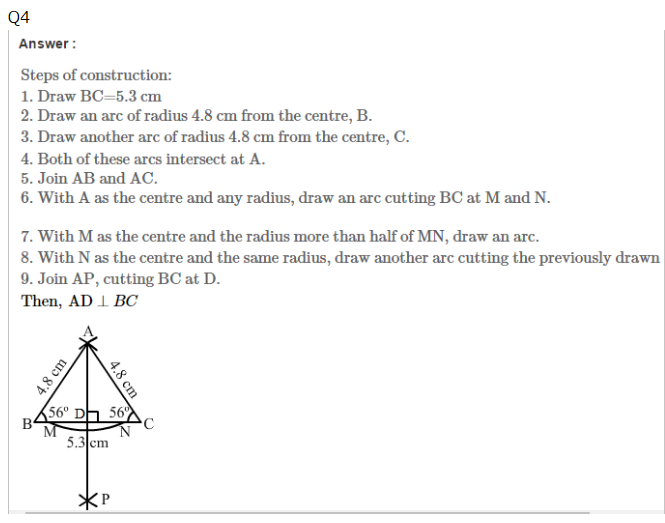 Q4
Answer :
Steps of construction:
1. Draw BC=5.3 cm
2. Draw an arc of radius 4.8 cm from the centre, B.
3. Draw another arc of radius 4.8 cm from the centre, C.
4. Both of these arcs intersect at A.
5. Join AB and AC.
6. With A as the centre and any radius, draw an arc cutting BC at M and N.
7. With M as the centre and the radius more than half of MN, draw an arc.
8. With N as the centre and the same radius, draw another arc cutting the previously drawn
9. Join AP, cutting BC at D.
Then, AD ⊥ BC
A
4.8 cm
4.8 cm
56° D 56°
B C
M N
5.3 cm
P